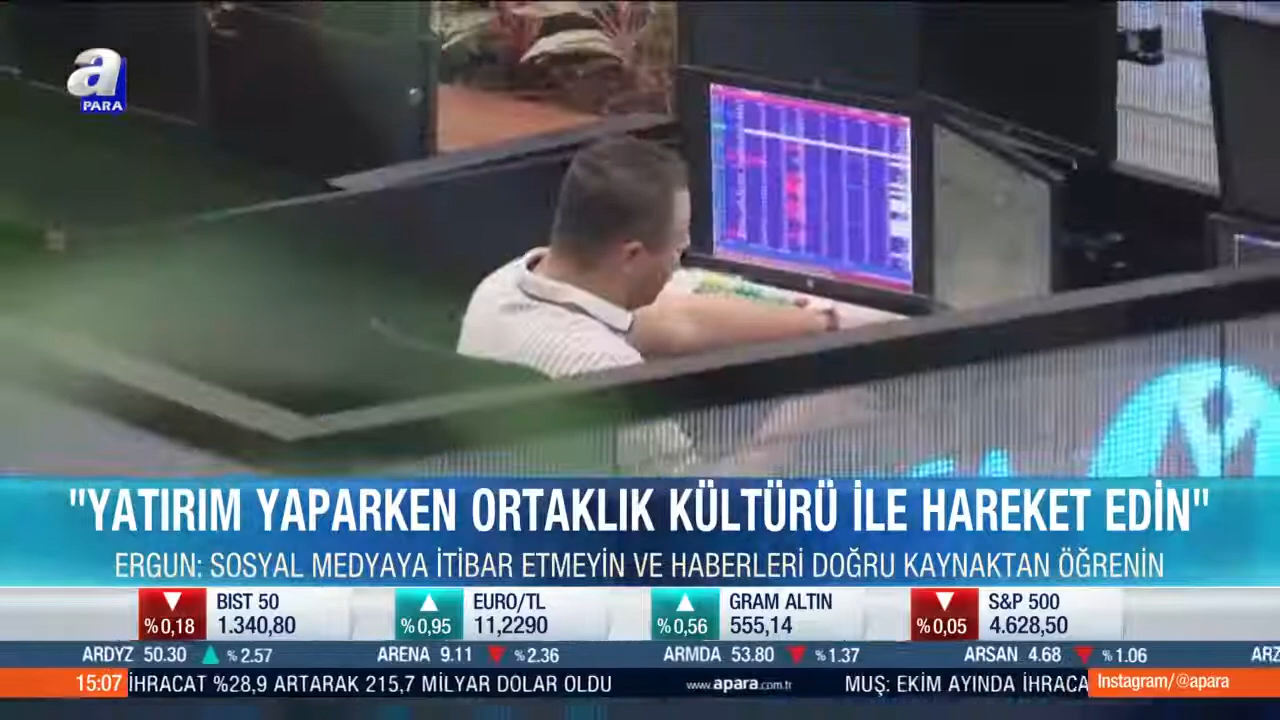 a
PARA
"YATIRIM YAPARKEN ORTAKLIK KÜLTÜRÜ İLE HAREKET EDİN"
ERGUN: SOSYAL MEDYAYA İTİBAR ETMEYİN VE HABERLERİ DOĞRU KAYNAKTAN ÖĞRENİN
%0,18 BIST 50 1.340,80
%0,95 EURO/TL 11,2290
%0,56 GRAM ALTIN 555,14
%0,05 S&P 500 4.628,50
ARDYZ 50.30 %2.57 ARENA 9.11 %2.36 ARMDA 53.80 %1.37 ARSAN 4.68 %1.06 ARZ
15:07 İHRACAT %28,9 ARTARAK 215,7 MİLYAR DOLAR OLDU www.apara.com.tr MUŞ: EKİM AYINDA İHRACA Instagram/@apara